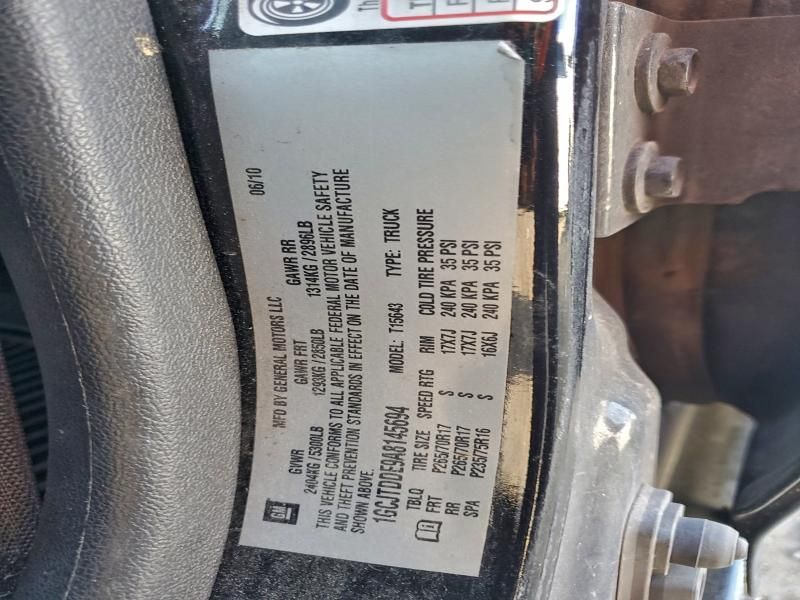 MFD BY GENERAL MOTORS LLC 06/10
GM
GVWR GAWR FRT GAWR RR
2404KG / 5300LB 1293KG / 2850LB 1314KG / 2896LB
THIS VEHICLE CONFORMS TO ALL APPLICABLE FEDERAL MOTOR VEHICLE SAFETY
AND THEFT PREVENTION STANDARDS IN EFFECT ON THE DATE OF MANUFACTURE
SHOWN ABOVE.
1GCJTDDE9A8145694 MODEL: T15643 TYPE: TRUCK
TBLQ TIRE SIZE SPEED RTG RIM COLD TIRE PRESSURE
FRT P265/70R17 S 17X7J 240 KPA 35 PSI
RR P265/70R17 S 17X7J 240 KPA 35 PSI
SPA P235/75R16 S 16X6J 240 KPA 35 PSI